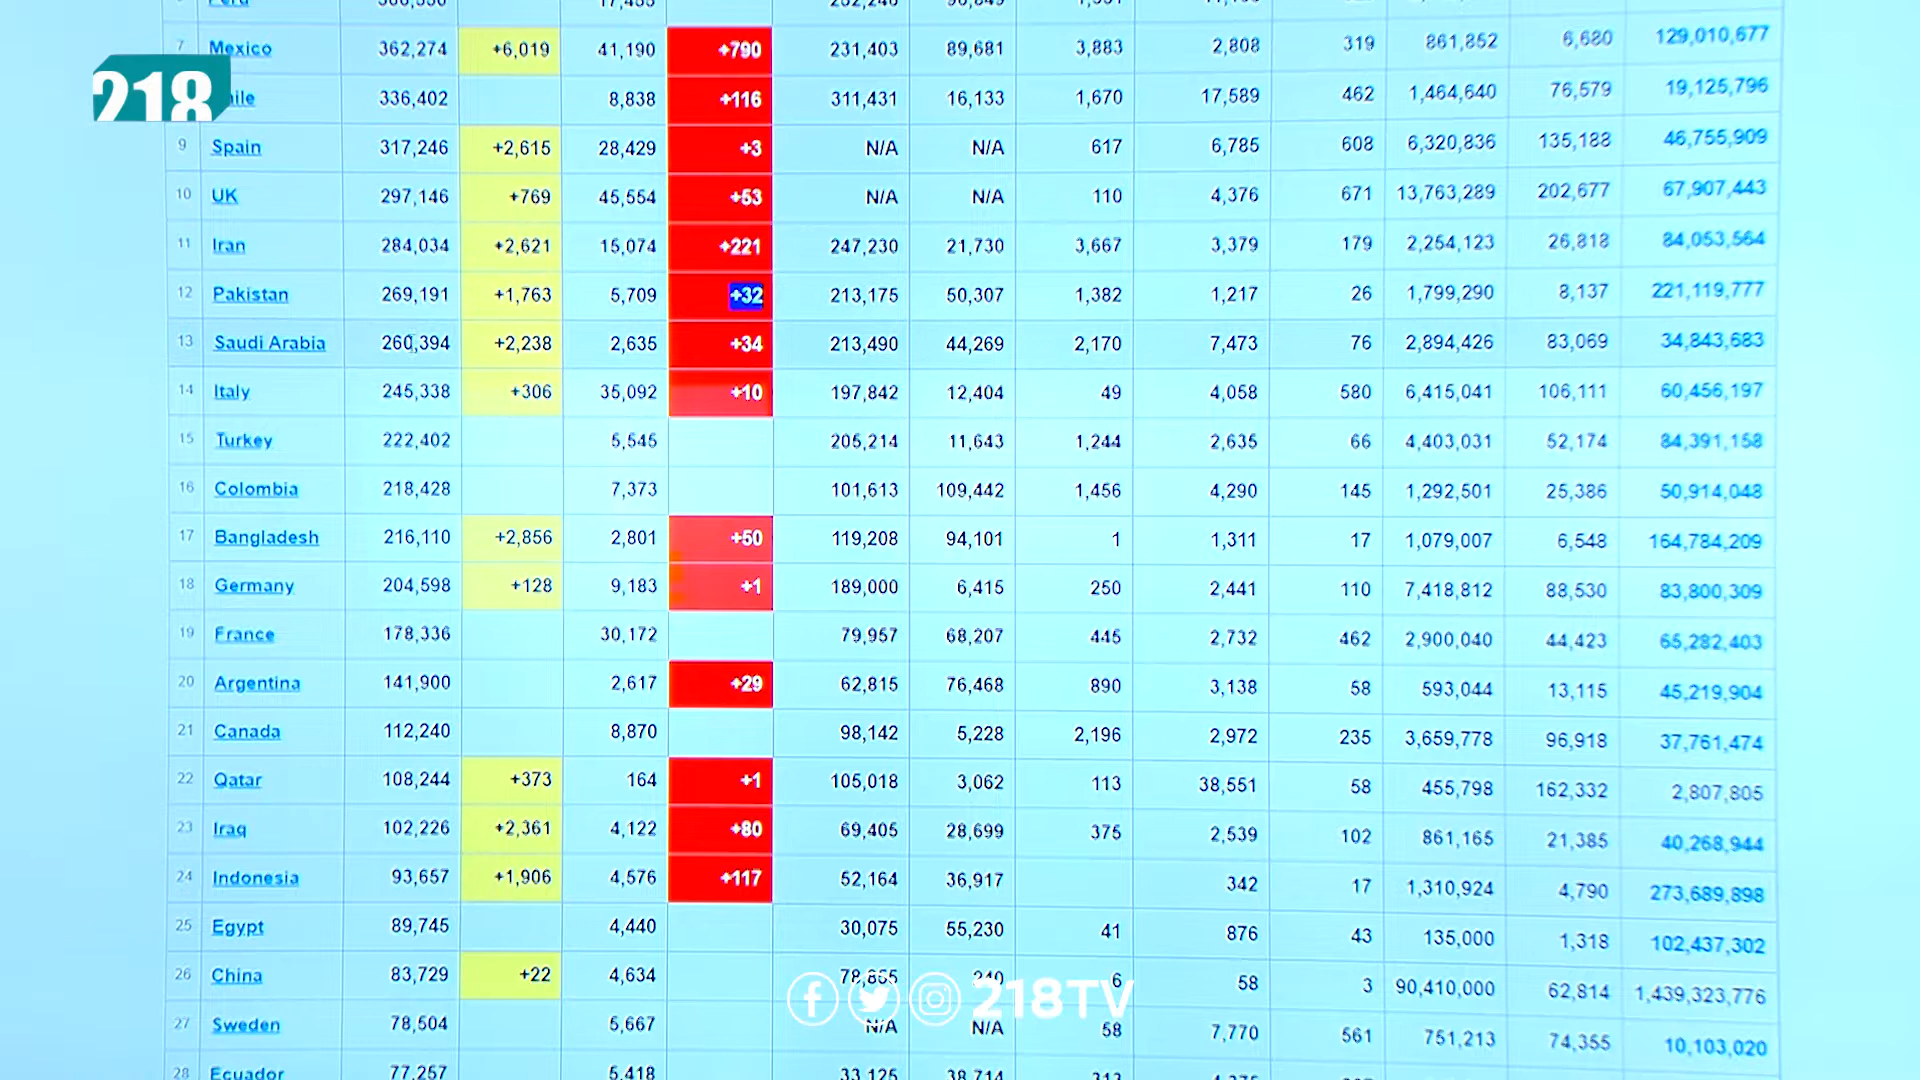 Peru
7 Mexico 362,274 +6,019 41,190 +790 231,403 89,681 3,883 2,808 319 861,852 6,680 129,010,677
218
ile 336,402 8,838 +116 311,431 16,133 1,670 17,589 462 1,464,640 76,579 19,125,796
9 Spain 317,246 +2,615 28,429 +3 N/A N/A 617 6,785 608 6,320,836 135,188 46,755,909
10 UK 297,146 +769 45,554 +53 N/A N/A 110 4,376 671 13,763,289 202,677 67,907,443
11 Iran 284,034 +2,621 15,074 +221 247,230 21,730 3,667 3,379 179 2,254,123 26,818 84,053,564
12 Pakistan 269,191 +1,763 5,709 +32 213,175 50,307 1,382 1,217 26 1,799,290 8,137 221,119,777
13 Saudi Arabia 260,394 +2,238 2,635 +34 213,490 44,269 2,170 7,473 76 2,894,426 83,069 34,843,683
14 Italy 245,338 +306 35,092 +10 197,842 12,404 49 4,058 580 6,415,041 106,111 60,456,197
15 Turkey 222,402 5,545 205,214 11,643 1,244 2,635 66 4,403,031 52,174 84,391,158
16 Colombia 218,428 7,373 101,613 109,442 1,456 4,290 145 1,292,501 25,386 50,914,048
17 Bangladesh 216,110 +2,856 2,801 +50 119,208 94,101 1 1,311 17 1,079,007 6,548 164,784,209
18 Germany 204,598 +128 9,183 +1 189,000 6,415 250 2,441 110 7,418,812 88,530 83,800,309
19 France 178,336 30,172 79,957 68,207 445 2,732 462 2,900,040 44,423 65,282,403
20 Argentina 141,900 2,617 +29 62,815 76,468 890 3,138 58 593,044 13,115 45,219,904
21 Canada 112,240 8,870 98,142 5,228 2,196 2,972 235 3,659,778 96,918 37,761,474
22 Qatar 108,244 +373 164 +1 105,018 3,062 113 38,551 58 455,798 162,332 2,807,805
23 Iraq 102,226 +2,361 4,122 +80 69,405 28,699 375 2,539 102 861,165 21,385 40,268,944
24 Indonesia 93,657 +1,906 4,576 +117 52,164 36,917 342 17 1,310,924 4,790 273,689,898
25 Egypt 89,745 4,440 30,075 55,230 41 876 43 135,000 1,318 102,437,302
26 China 83,729 +22 4,634 240 6 58 3 90,410,000 62,814 1,439,323,776
218TV
27 Sweden 78,504 5,667 N/A N/A 58 7,770 561 751,213 74,355 10,103,020
28 Ecuador 77,257 5,418 33,125 38,714 313